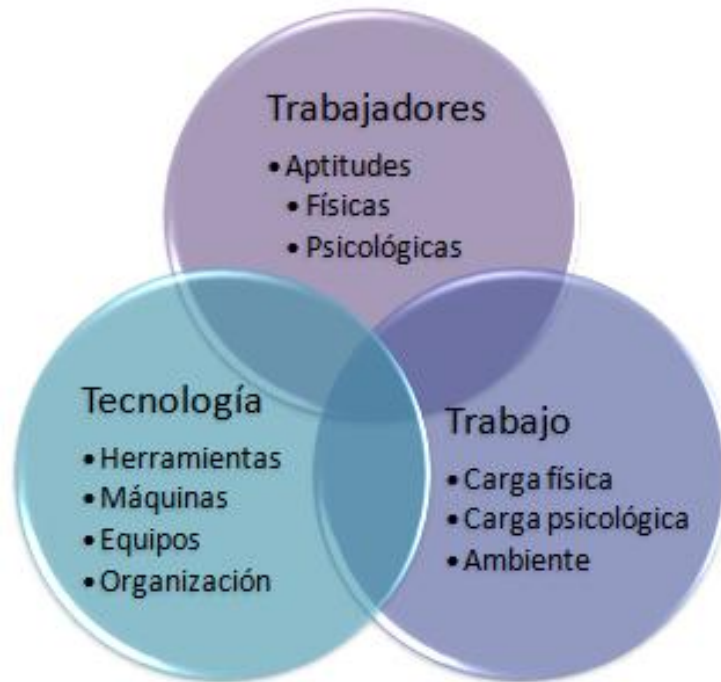 Trabajadores
• Aptitudes
• Físicas
• Psicológicas
Tecnología
• Herramientas
• Máquinas
• Equipos
• Organización
Trabajo
• Carga física
• Carga psicológica
• Ambiente